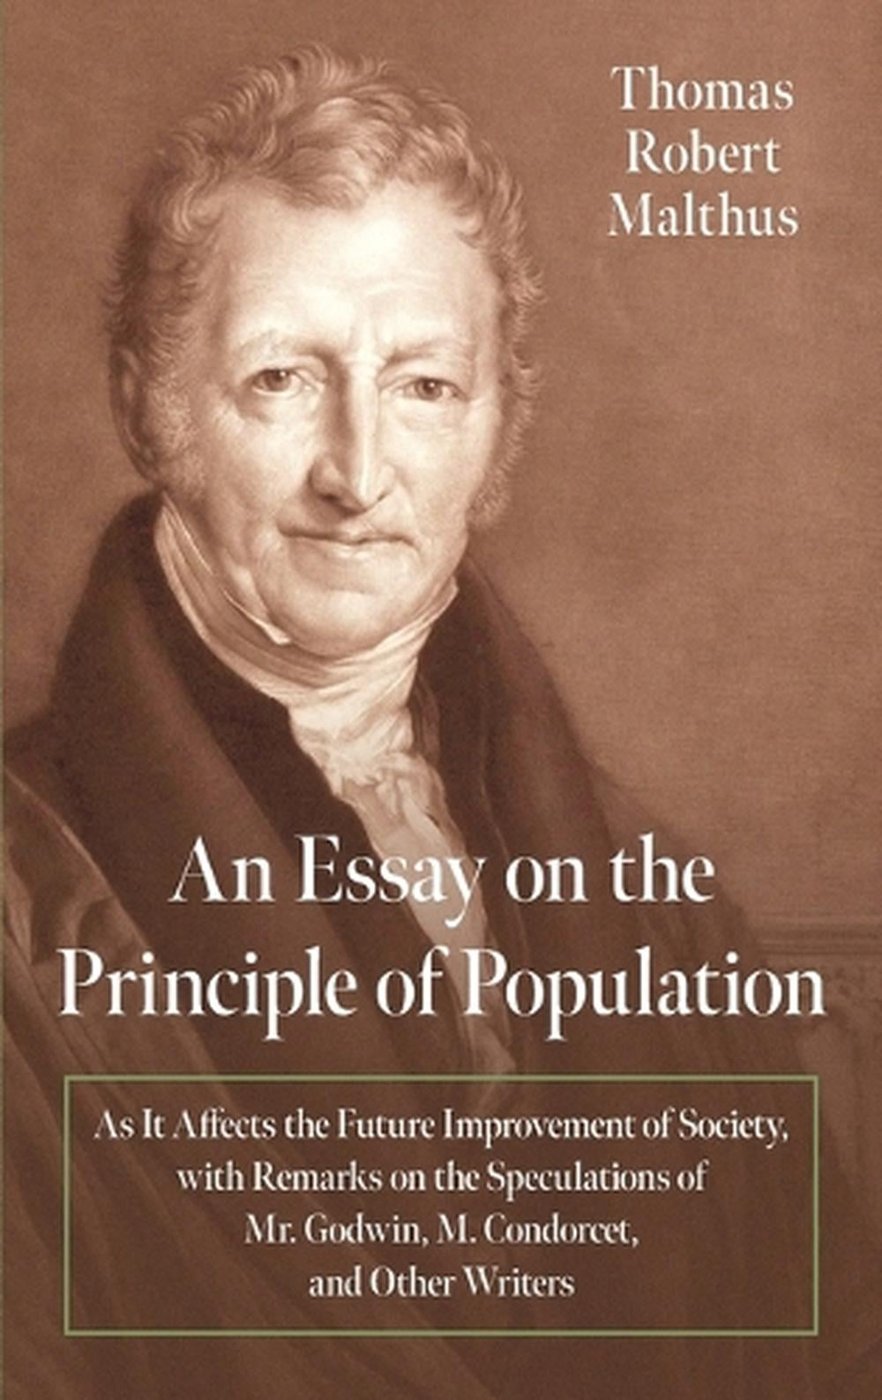 Thomas
Robert
Malthus
An Essay on the
Principle of Population
As It Affects the Future Improvement of Society,
with Remarks on the Speculations of
Mr. Godwin, M. Condorcet,
and Other Writers